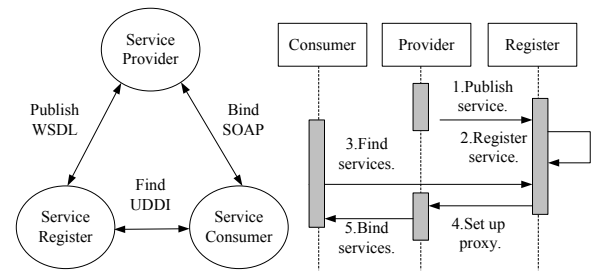 Service
Provider
Publish
WSDL
Bind
SOAP
Find
UDDI
Service
Register
Service
Consumer
Consumer
Provider
Register
1.Publish
service.
2.Register
service.
3.Find
services.
4.Set up
proxy.
5.Bind
services.